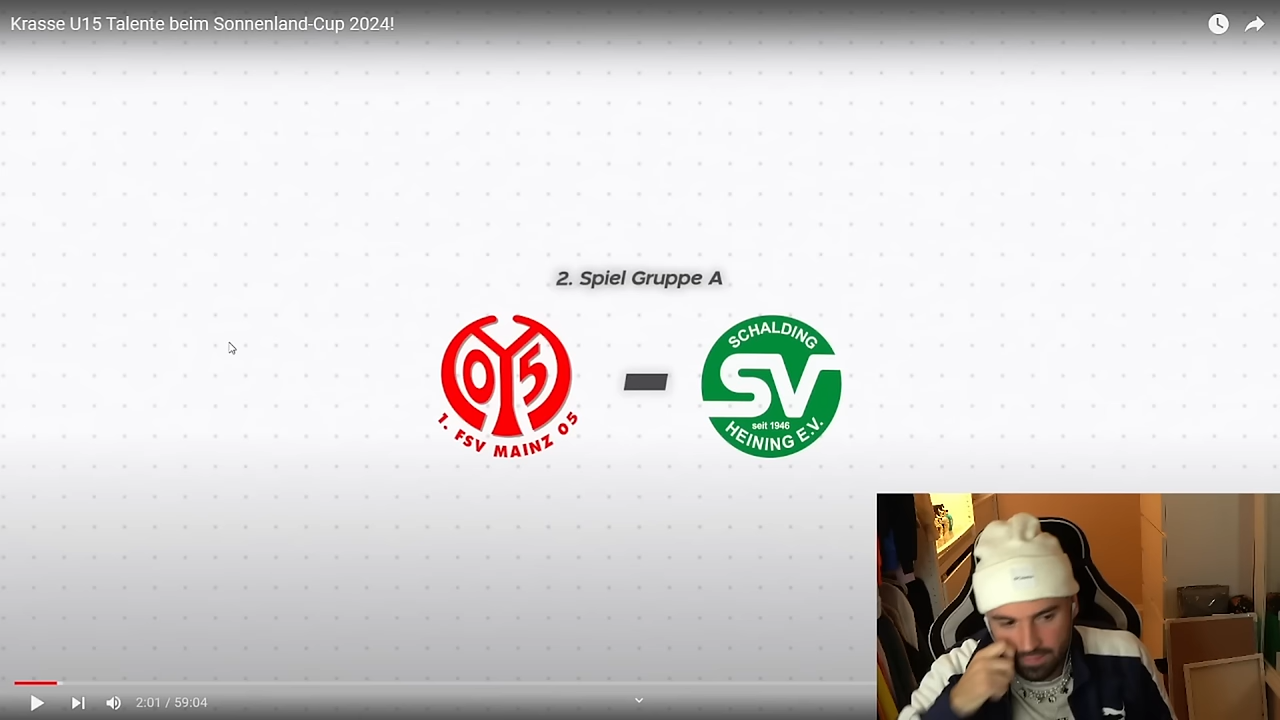 Krasse U15 Talente beim Sonnenland-Cup 2024!
2. Spiel Gruppe A
05
1. FSV MAINZ 05
SCHALDING
SV
seit 1946
HEINING E.V.
2:01 / 59:04